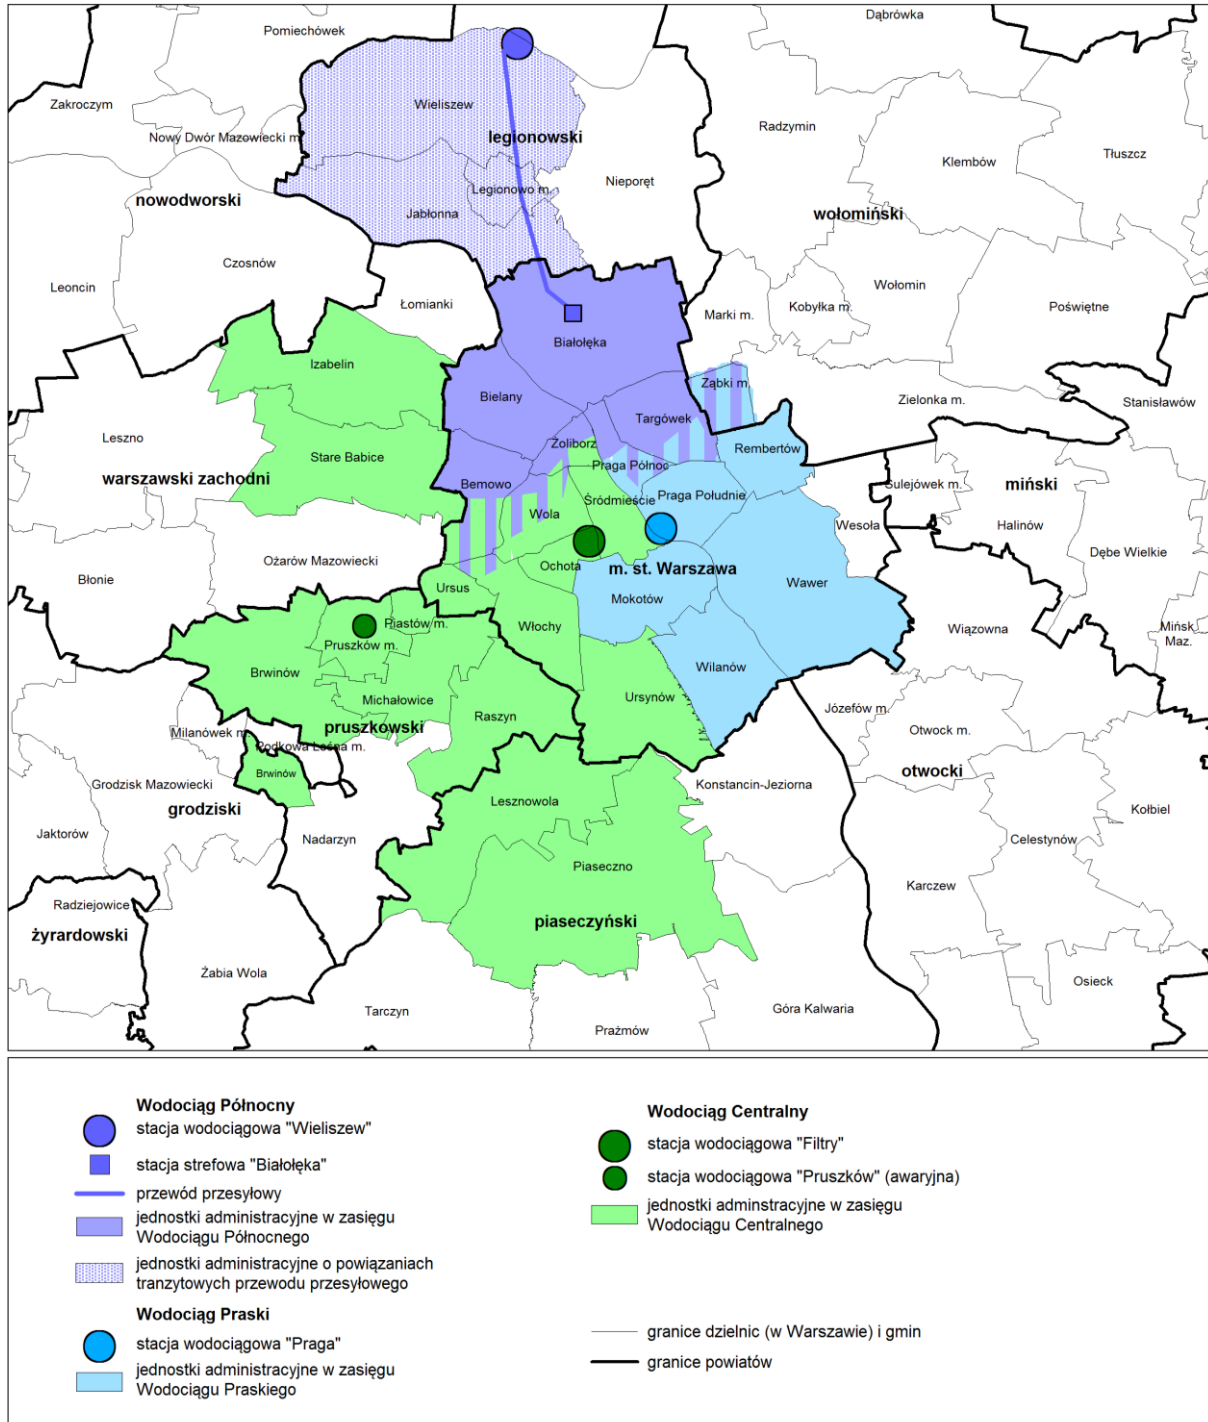 Pomiechówek
Dąbrówka
Zakroczym
Wieliszew
Nowy Dwór Mazowiecki m.
legionowski
Radzymin
Klembów
Tłuszcz
nowodworski
Legionowo m.
Nieporęt
Jabłonna
wołomiński
Czosnów
Leoncin
Łomianki
Marki m.
Kobyłka m.
Wołomin
Poświętne
Białołęka
Izabelin
Ząbki m.
Bielany
Targówek
Zielonka m.
Stanisławów
Leszno
Stare Babice
Żoliborz
Rembertów
warszawski zachodni
Praga Północ
Bemowo
Śródmieście
Praga Południe
Sulejówek m.
miński
Wola
Wesoła
Halinów
Dębe Wielkie
Błonie
Ożarów Mazowiecki
Ochota
m. st. Warszawa
Wawer
Ursus
Mokotów
Włochy
Piastów m.
Pruszków m.
Wiązowna
Mińsk
Maz.
Brwinów
Wilanów
Michałowice
Ursynów
Raszyn
Józefów m.
pruszkowski
Milanówek m.
Podkowa Leśna m.
Otwock m.
Brwinów
otwocki
Grodzisk Mazowiecki
Konstancin-Jeziorna
grodziski
Lesznowola
Kołbiel
Jaktorów
Nadarzyn
Celestynów
Piaseczno
Karczew
Radziejowice
żyrardowski
piaseczyński
Żabia Wola
Osieck
Tarczyn
Góra Kalwaria
Prażmów
Wodociąg Północny
stacja wodociągowa "Wieliszew"
stacja strefowa "Białołęka"
przewód przesyłowy
jednostki administracyjne w zasięgu
Wodociągu Północnego
jednostki administracyjne o powiązaniach
tranzytowych przewodu przesyłowego
Wodociąg Praski
stacja wodociągowa "Praga"
jednostki administracyjne w zasięgu
Wodociągu Praskiego
Wodociąg Centralny
stacja wodociągowa "Filtry"
stacja wodociągowa "Pruszków" (awaryjna)
jednostki adminstracyjne w zasięgu
Wodociągu Centralnego
granice dzielnic (w Warszawie) i gmin
granice powiatów